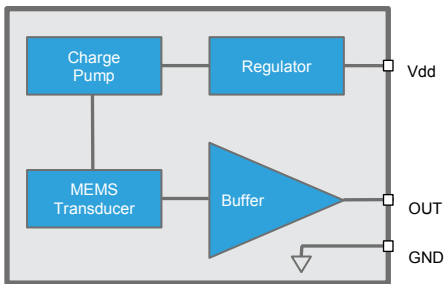 Charge
Pump
Regulator
Vdd
MEMS
Transducer
Buffer
OUT
GND